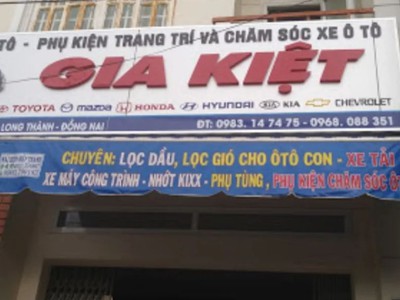 TÔ - PHỤ KIỆN TRANG TRÍ VÀ CHĂM SÓC XE Ô TÔ
GIA KIỆT
TOYOTA mazda HONDA HYUNDAI KIA KIA CHEVROLET
LONG THÀNH - ĐỒNG NAI ĐT: 0983. 14 74 75 - 0968. 088 351
CHUYÊN: LỌC DẦU, LỌC GIÓ CHO ÔTÔ CON - XE TẢI
XE MÁY CÔNG TRÌNH - NHỚT KIXX - PHỤ TÙNG , PHỤ KIỆN CHĂM SÓC Ô